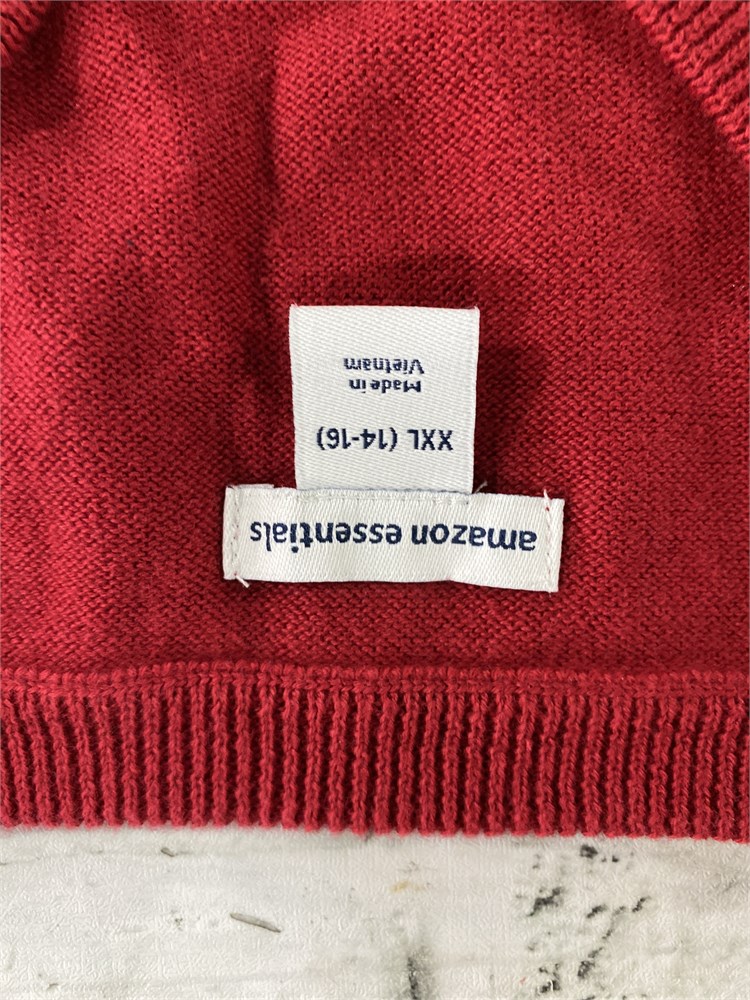 amazon essentials
XXL (14-16)
Made in
Vietnam